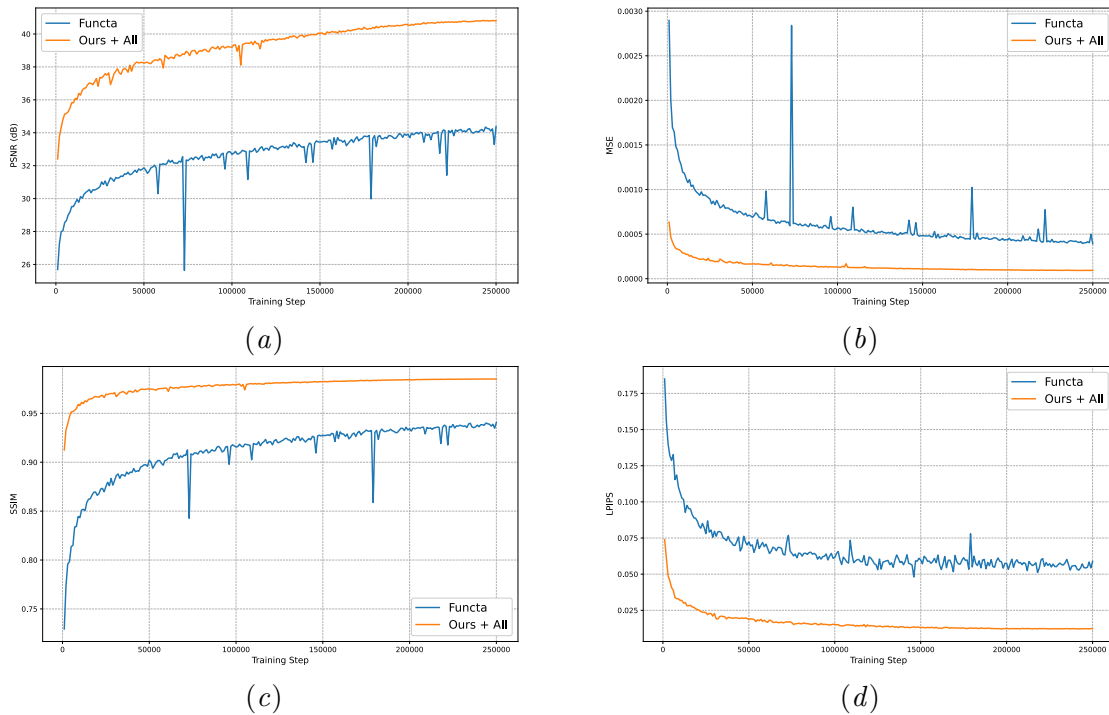 Functa
Ours + All
PSNR (dB)
40
38
36
34
32
30
28
26
0 50000 100000 150000 200000 250000
Training Step
(a)
Functa
Ours + All
MSE
0.0030
0.0025
0.0020
0.0015
0.0010
0.0005
0.0000
0 50000 100000 150000 200000 250000
Training Step
(b)
SSIM
0.95
0.90
0.85
0.80
0.75
Functa
Ours + All
0 50000 100000 150000 200000 250000
Training Step
(c)
Functa
Ours + All
LPIPS
0.175
0.150
0.125
0.100
0.075
0.050
0.025
0 50000 100000 150000 200000 250000
Training Step
(d)